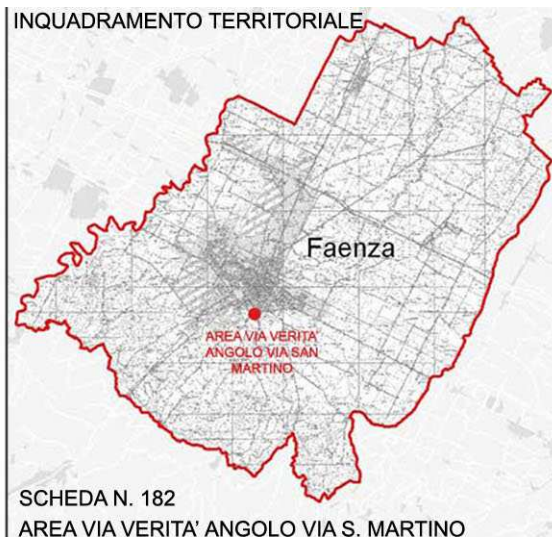 INQUADRAMENTO TERRITORIALE
Faenza
AREA VIA VERITA'
ANGOLO VIA SAN
MARTINO
SCHEDA N. 182
AREA VIA VERITA' ANGOLO VIA S. MARTINO